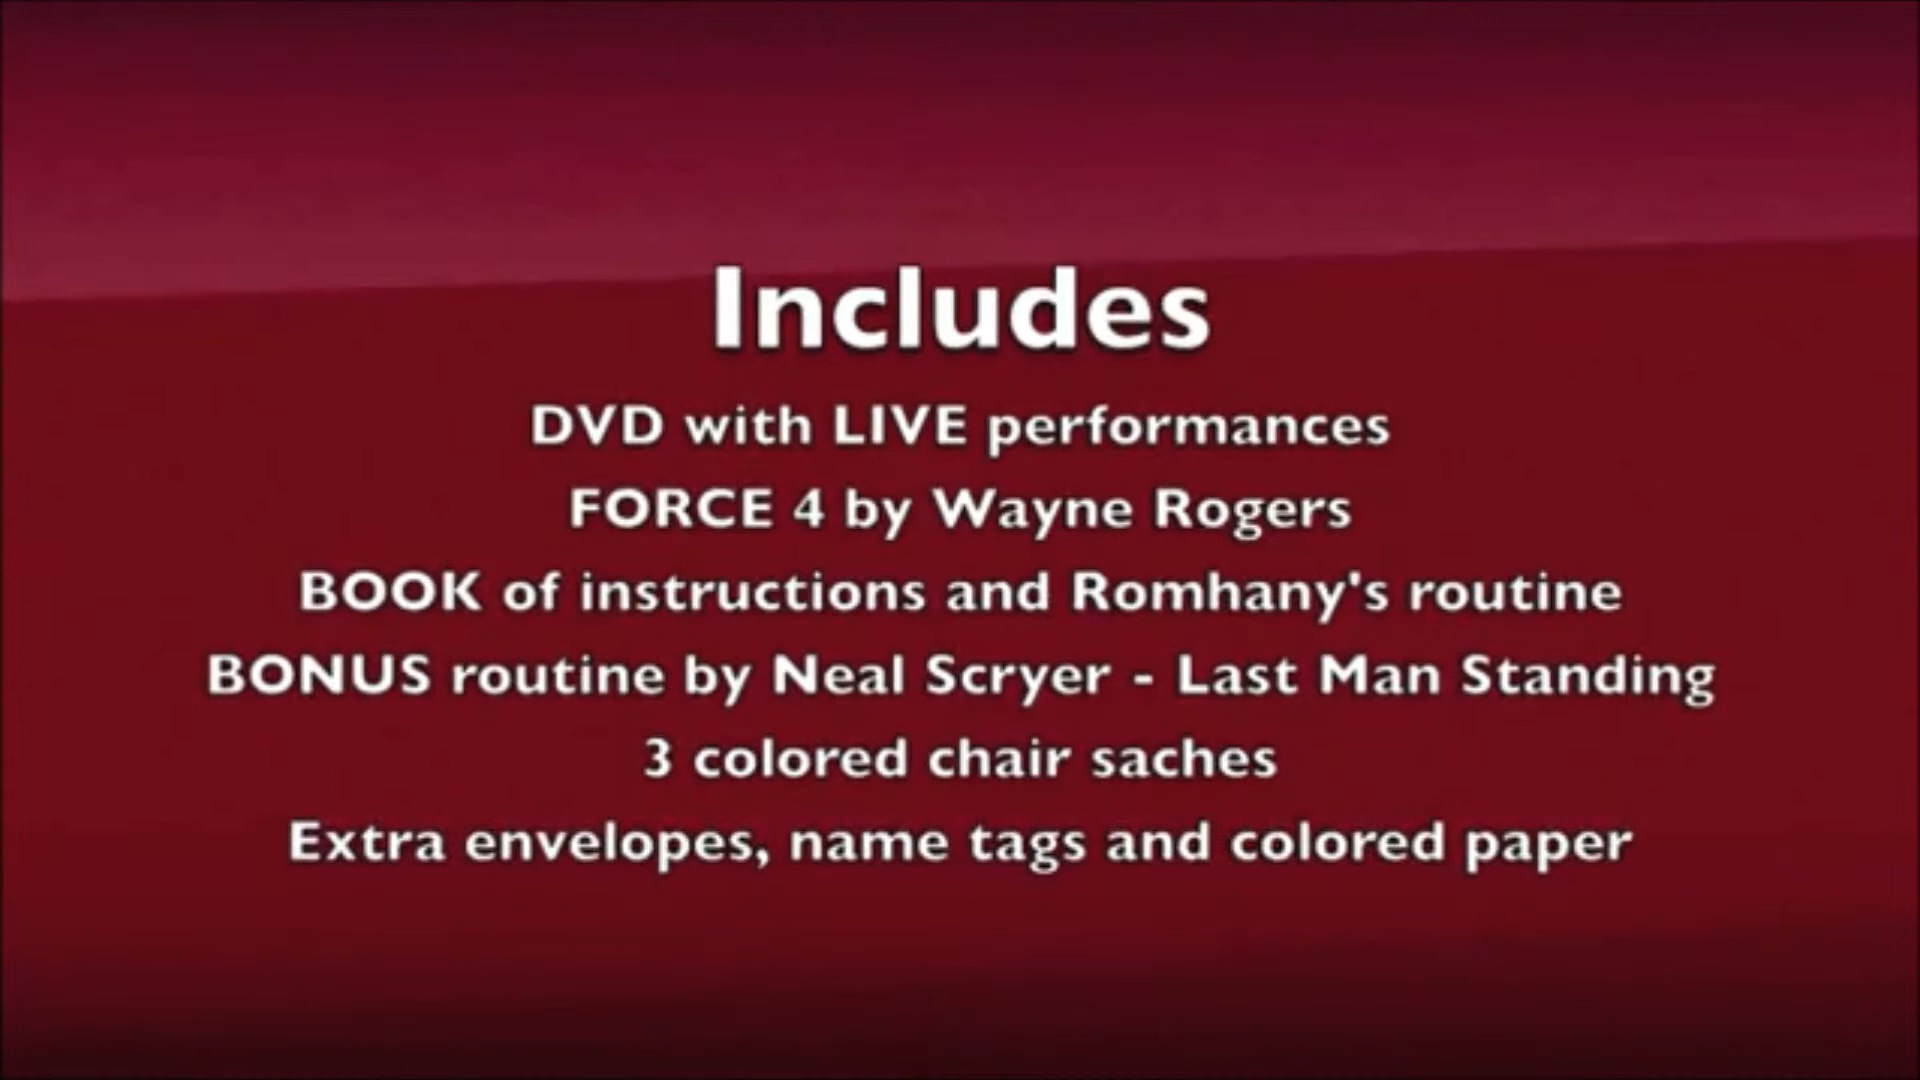 Includes
DVD with LIVE performances
FORCE 4 by Wayne Rogers
BOOK of instructions and Romhany's routine
BONUS routine by Neal Scryer - Last Man Standing
3 colored chair saches
Extra envelopes, name tags and colored paper